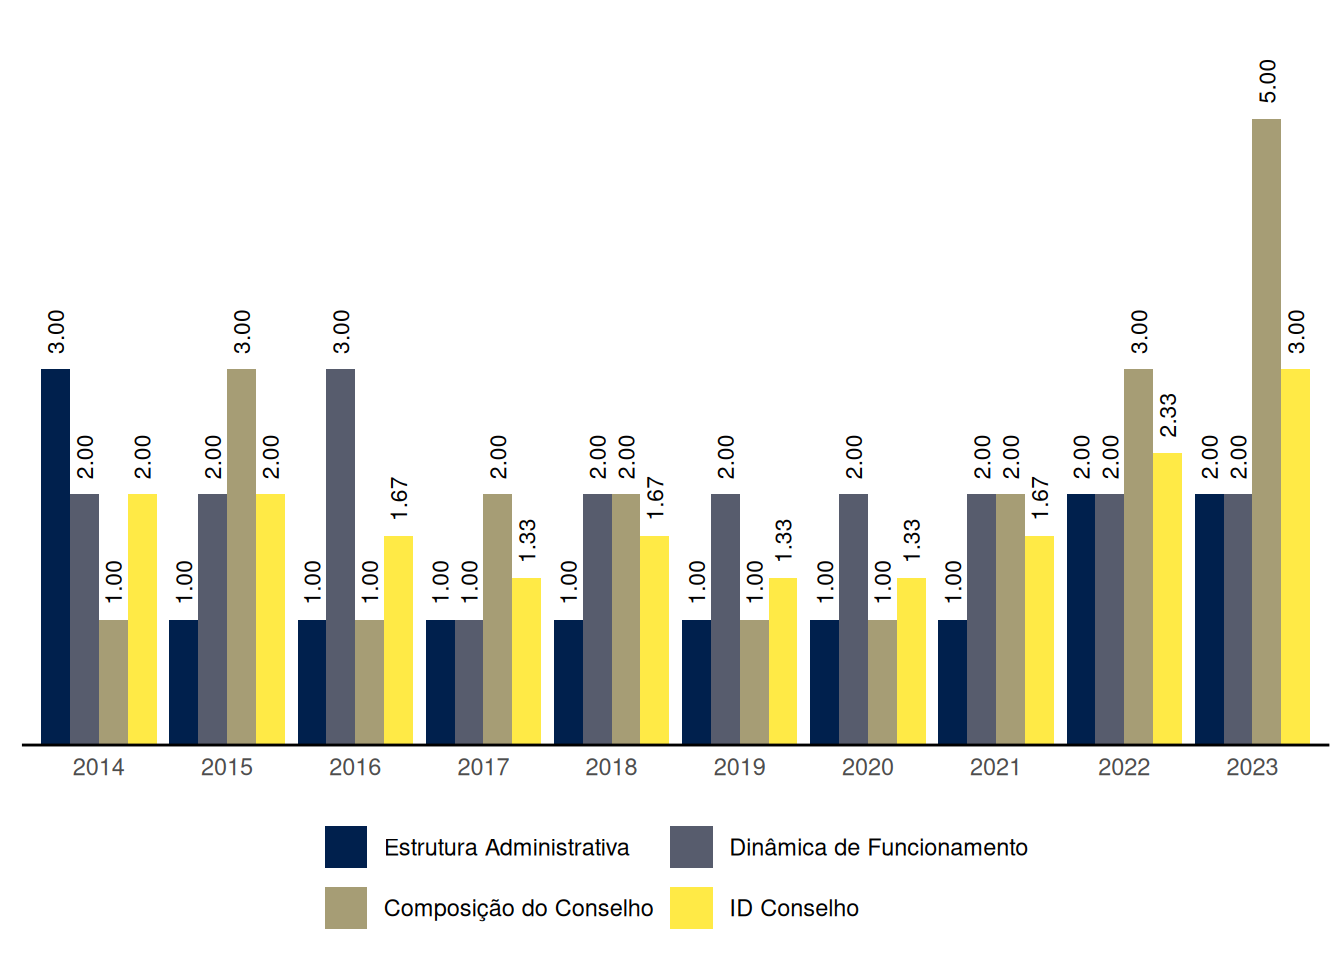 5.00
3.00 3.00 3.00 3.00 3.00
2.33
2.00 2.00 2.00 2.00 2.00 2.00 2.00 2.00 2.00 2.00 2.00 2.00 2.00 2.00 2.00
1.67 1.67 1.67
1.33 1.33 1.33
1.00 1.00 1.00 1.00 1.00 1.00 1.00 1.00 1.00 1.00 1.00 1.00
2014 2015 2016 2017 2018 2019 2020 2021 2022 2023
Estrutura Administrativa Dinâmica de Funcionamento
Composição do Conselho ID Conselho